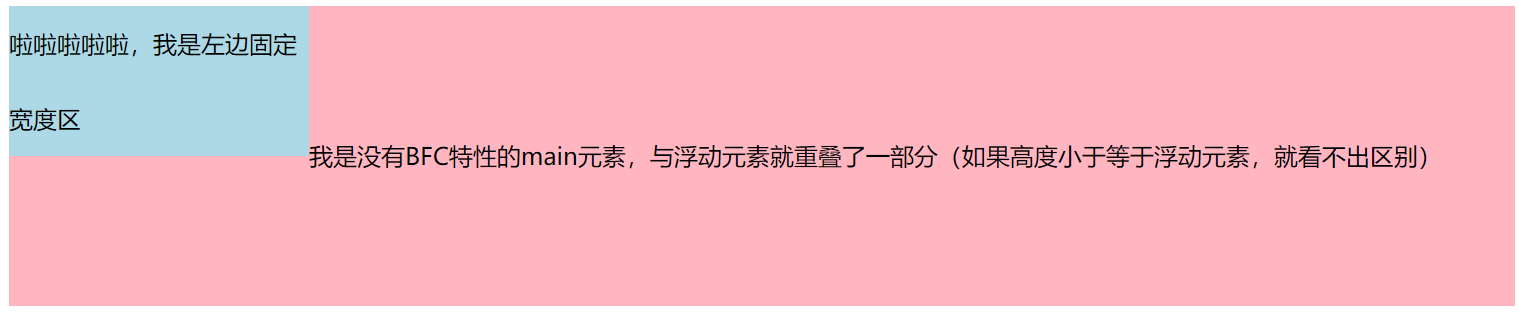 啦啦啦啦啦，我是左边固定
宽度区
我是没有BFC特性的main元素，与浮动元素就重叠了一部分（如果高度小于等于浮动元素，就看不出区别）